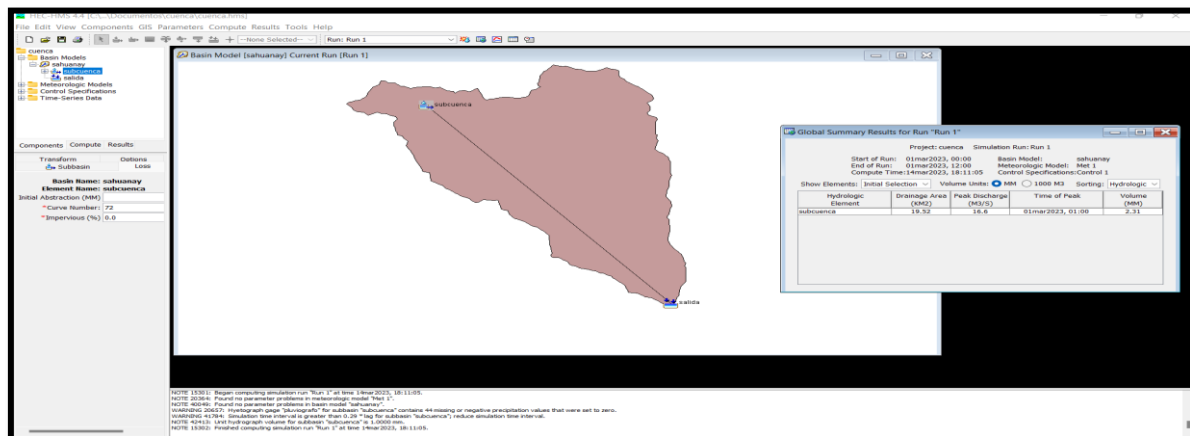 HEC-HMS 4.4 [C:\...\Documentos\cuenca\cuenca.hms]
File Edit View Components GIS Parameters Compute Results Tools Help
--None Selected-- Run: Run 1
cuenca
Basin Models
sahuanay
subcuenca
salida
Meteorologic Models
Control Specifications
Time-Series Data
Components Compute Results
Transform Options
Subbasin Loss
Basin Name: sahuanay
Element Name: subcuenca
Initial Abstraction (MM)
*Curve Number: 72
*Impervious (%) 0.0
Basin Model [sahuanay] Current Run [Run 1]
subcuenca
salida
Global Summary Results for Run "Run 1"
Project: cuenca Simulation Run: Run 1
Start of Run: 01mar2023, 00:00 Basin Model: sahuanay
End of Run: 01mar2023, 12:00 Meteorologic Model: Met 1
Compute Time:14mar2023, 18:11:05 Control Specifications:Control 1
Show Elements: Initial Selection Volume Units: MM 1000 M3 Sorting: Hydrologic
Hydrologic Element Drainage Area (KM2) Peak Discharge (M3/S) Time of Peak Volume (MM)
subcuenca 19.52 16.6 01mar2023, 01:00 2.31
NOTE 15301: Began computing simulation run "Run 1" at time 14mar2023, 18:11:05.
NOTE 20364: Found no parameter problems in meteorologic model "Met 1".
NOTE 40049: Found no parameter problems in basin model "sahuanay".
WARNING 20657: Hyetograph gage "pluviografo" for subbasin "subcuenca" contains 44 missing or negative precipitation values that were set to zero.
WARNING 41784: Simulation time interval is greater than 0.29 * lag for subbasin "subcuenca"; reduce simulation time interval.
NOTE 42413: Unit hydrograph volume for subbasin "subcuenca" is 1.0000 mm.
NOTE 15302: Finished computing simulation run "Run 1" at time 14mar2023, 18:11:05.